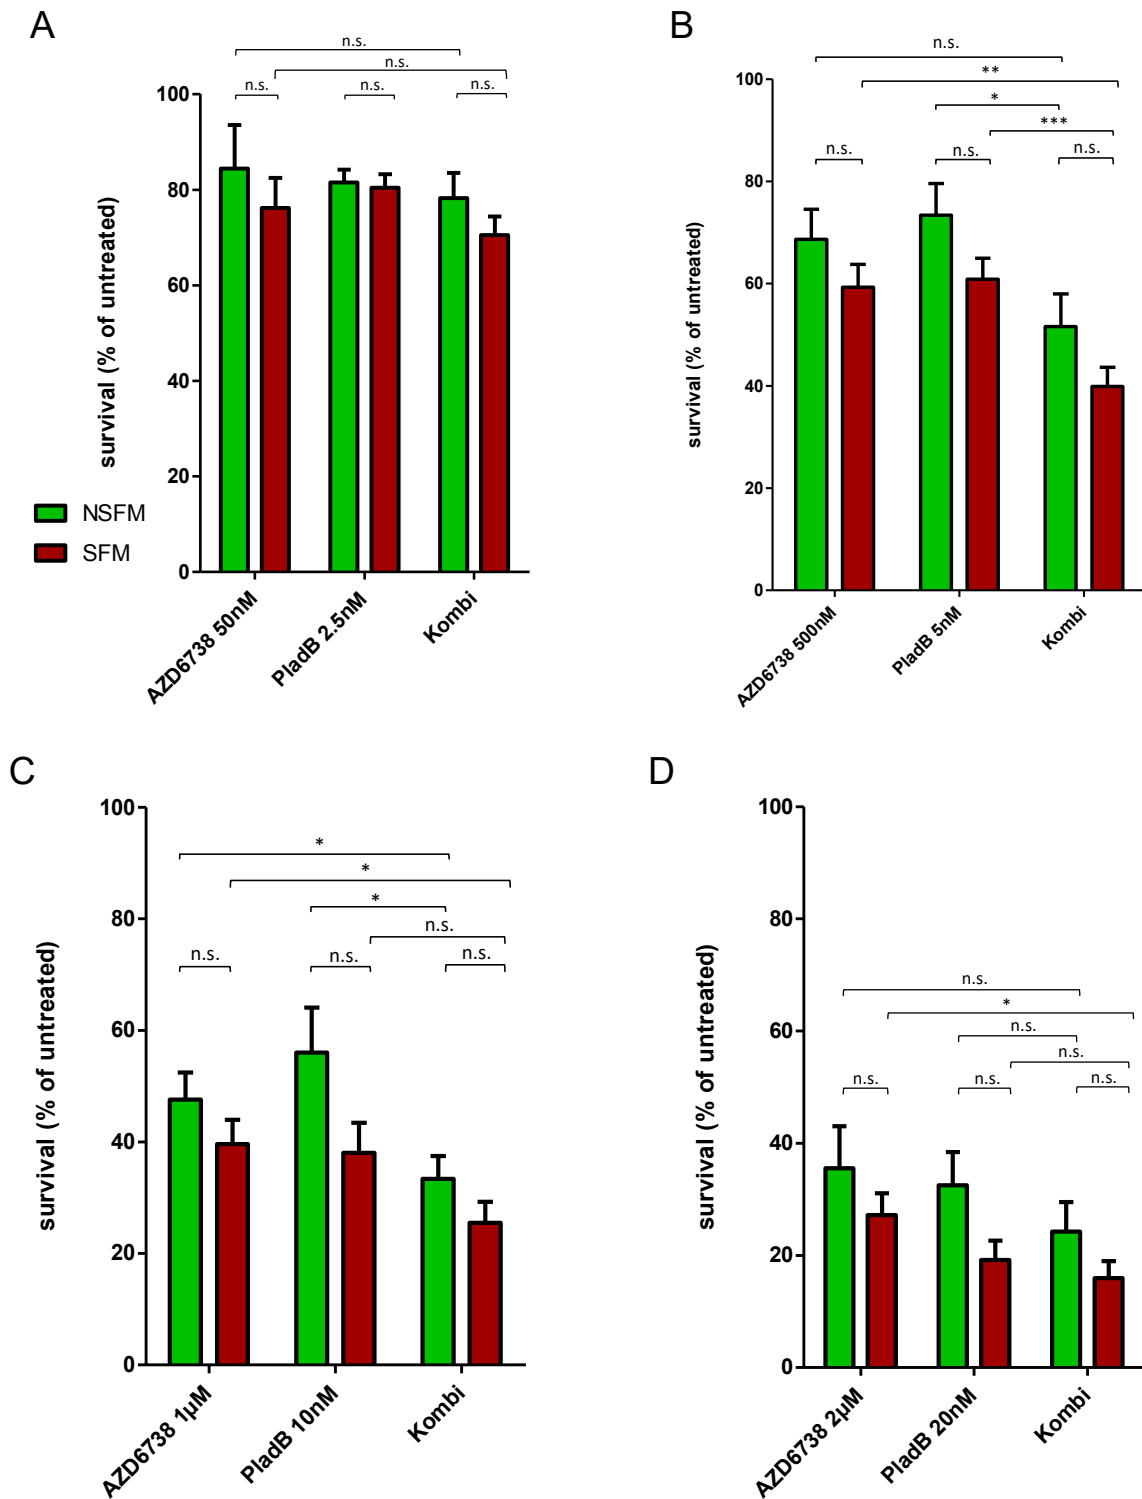 A
n.s.
n.s.
n.s.
n.s.
n.s.
100
80
60
40
20
0
survival (% of untreated)
NSFM
SFM
AZD6738 50nM
PladB 2.5nM
Kombi
B
n.s.
**
*
***
n.s.
n.s.
n.s.
100
80
60
40
20
0
survival (% of untreated)
AZD6738 500nM
PladB 5nM
Kombi
C
100
80
60
40
20
0
survival (% of untreated)
*
*
*
n.s.
n.s.
n.s.
n.s.
AZD6738 1µM
PladB 10nM
Kombi
D
100
80
60
40
20
0
survival (% of untreated)
n.s.
*
n.s.
n.s.
n.s.
n.s.
n.s.
AZD6738 2µM
PladB 20nM
Kombi